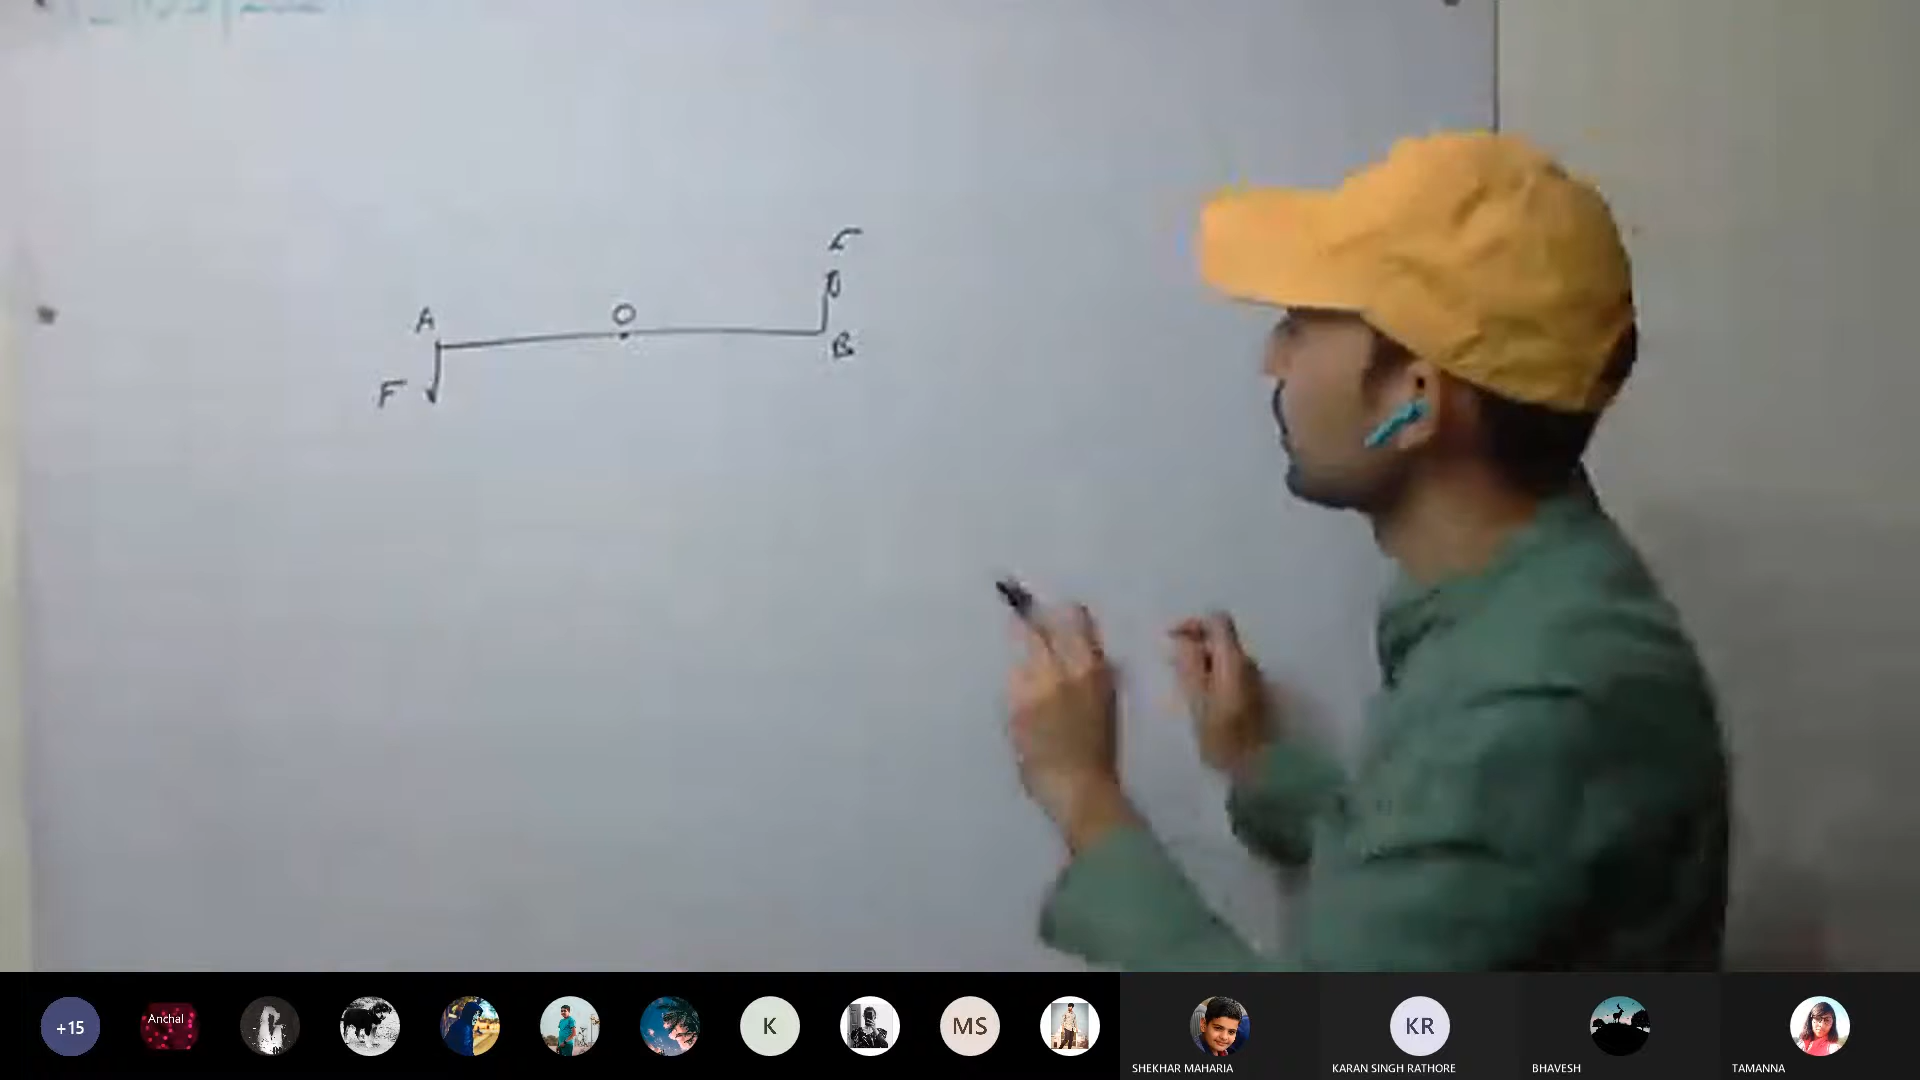 O
A
B
F
+15
Anchal
K
MS
KR
SHEKHAR MAHARIA
KARAN SINGH RATHORE
BHAVESH
TAMANNA